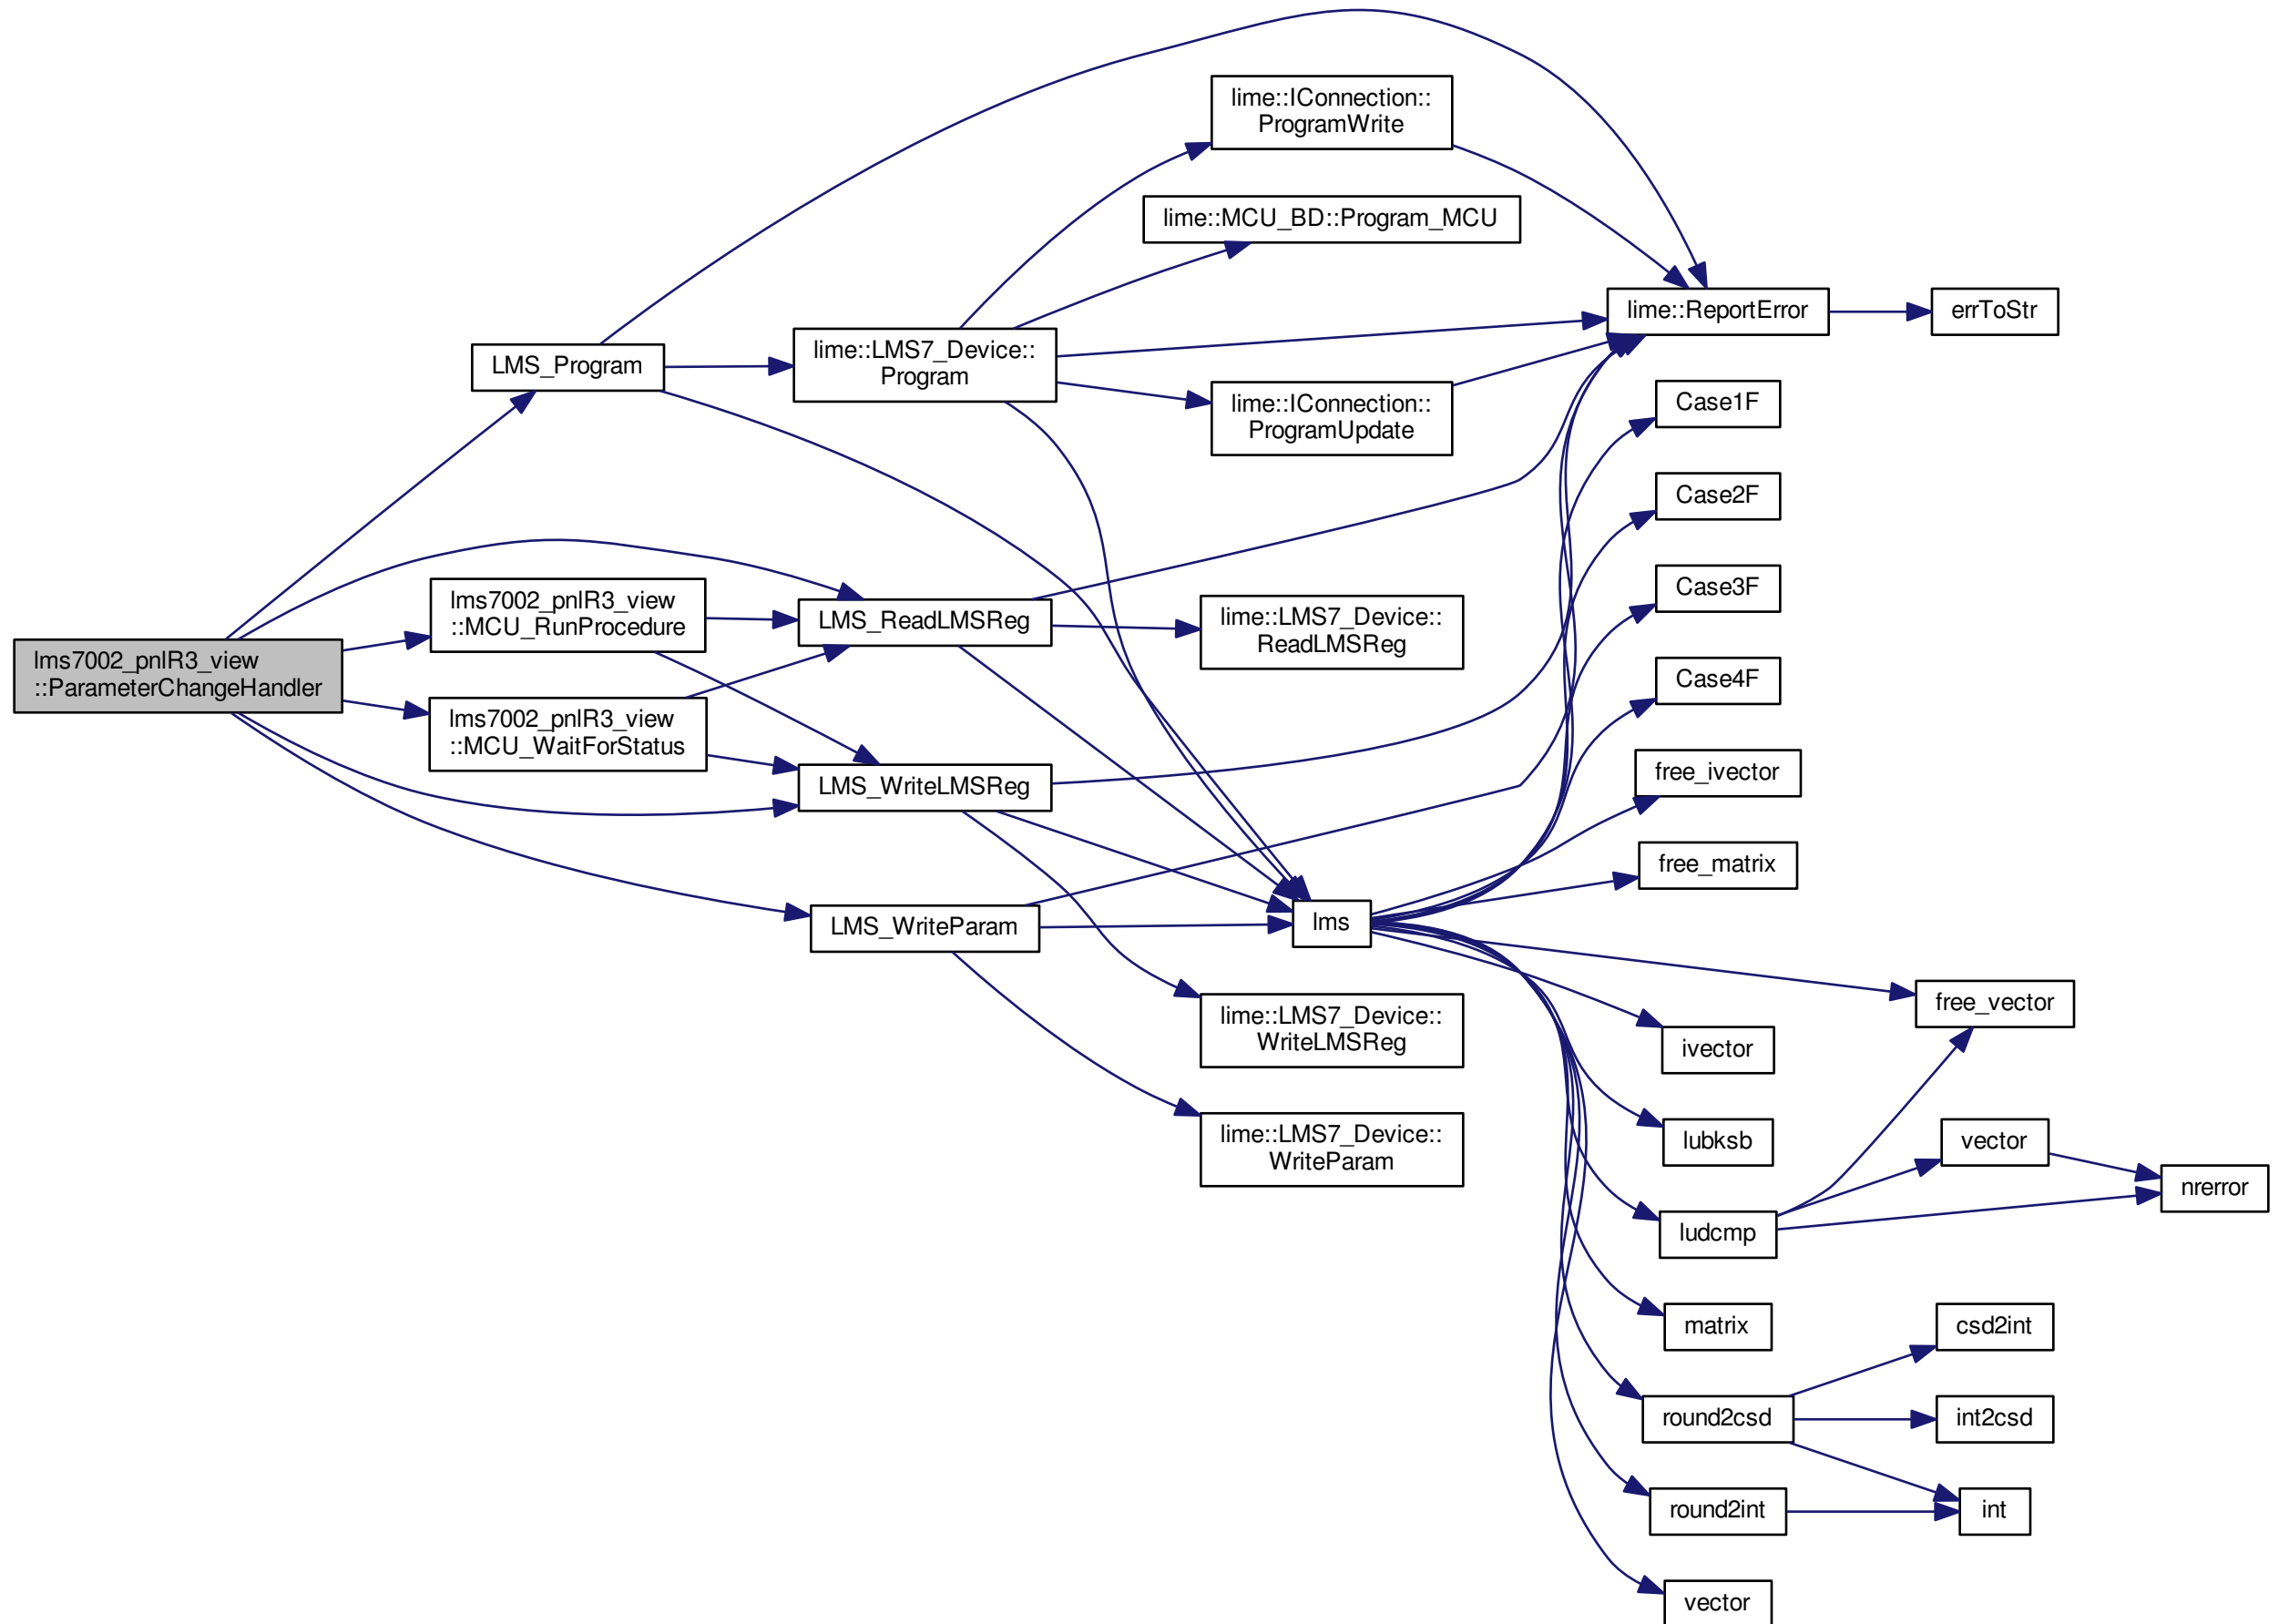 lms7002_pnlR3_view
::ParameterChangeHandler
LMS_Program
lms7002_pnlR3_view
::MCU_RunProcedure
lms7002_pnlR3_view
::MCU_WaitForStatus
lime::LMS7_Device::
Program
LMS_ReadLMSReg
LMS_WriteLMSReg
LMS_WriteParam
lime::IConnection::
ProgramWrite
lime::MCU_BD::Program_MCU
lime::IConnection::
ProgramUpdate
lime::LMS7_Device::
ReadLMSReg
lms
lime::LMS7_Device::
WriteLMSReg
lime::LMS7_Device::
WriteParam
lime::ReportError
Case1F
Case2F
Case3F
Case4F
free_ivector
free_matrix
ivector
lubksb
ludcmp
matrix
round2csd
round2int
vector
errToStr
free_vector
vector
csd2int
int2csd
int
nrerror